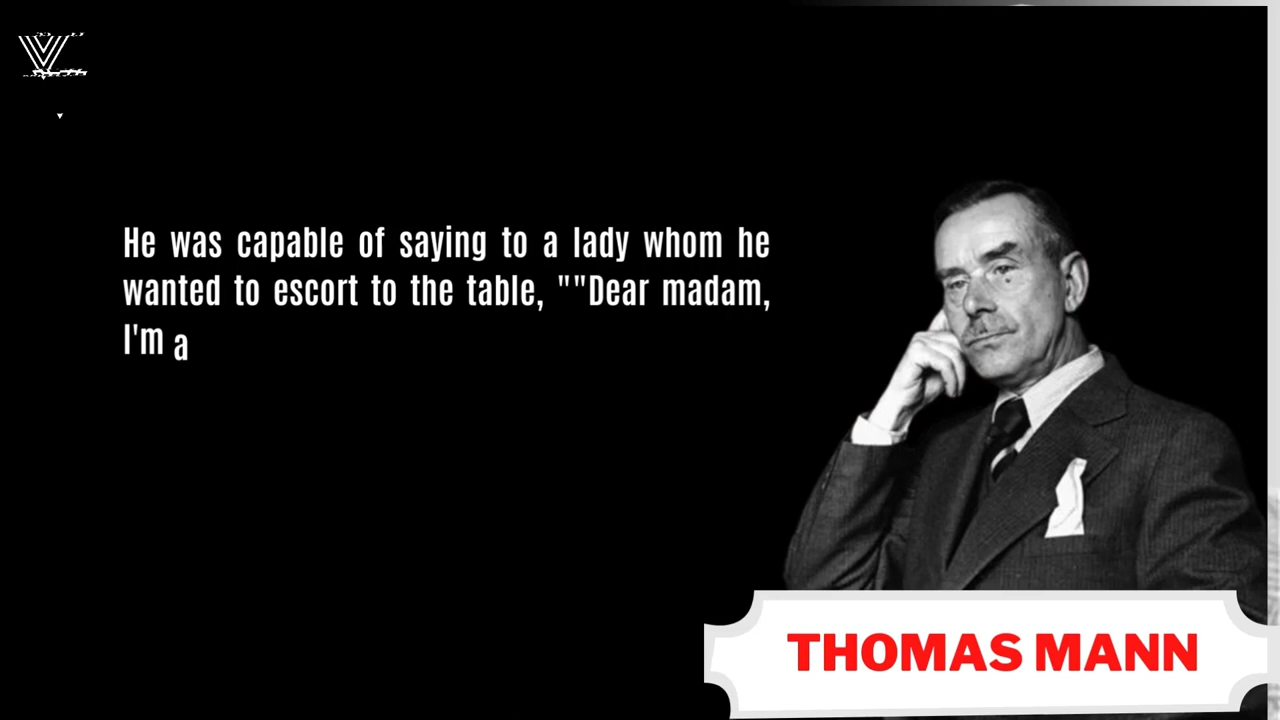 He was capable of saying to a lady whom he
wanted to escort to the table, ""Dear madam,
I'm a
THOMAS MANN